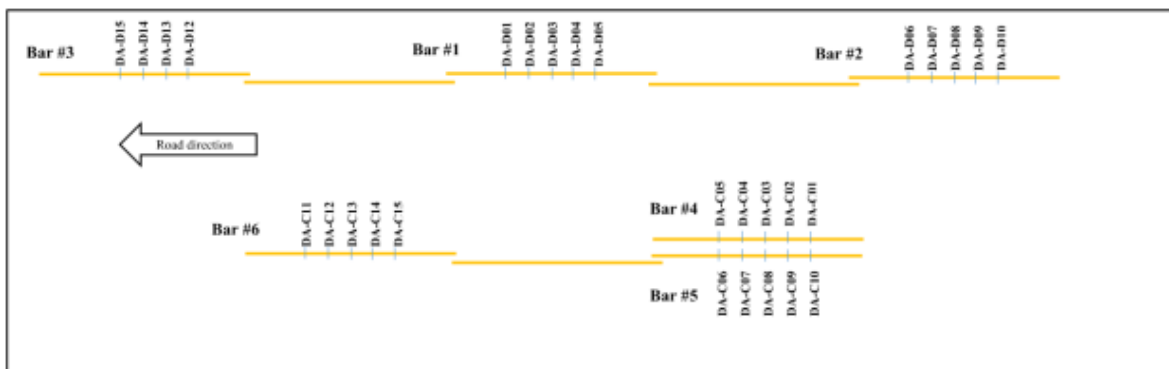 Bar #3
DA-D15
DA-D14
DA-D13
DA-D12
Bar #1
DA-D01
DA-D02
DA-D03
DA-D04
DA-D05
Bar #2
DA-D06
DA-D07
DA-D08
DA-D09
DA-D10
Road direction
Bar #6
DA-C11
DA-C12
DA-C13
DA-C14
DA-C15
Bar #4
DA-C05
DA-C04
DA-C03
DA-C02
DA-C01
Bar #5
DA-C06
DA-C07
DA-C08
DA-C09
DA-C10